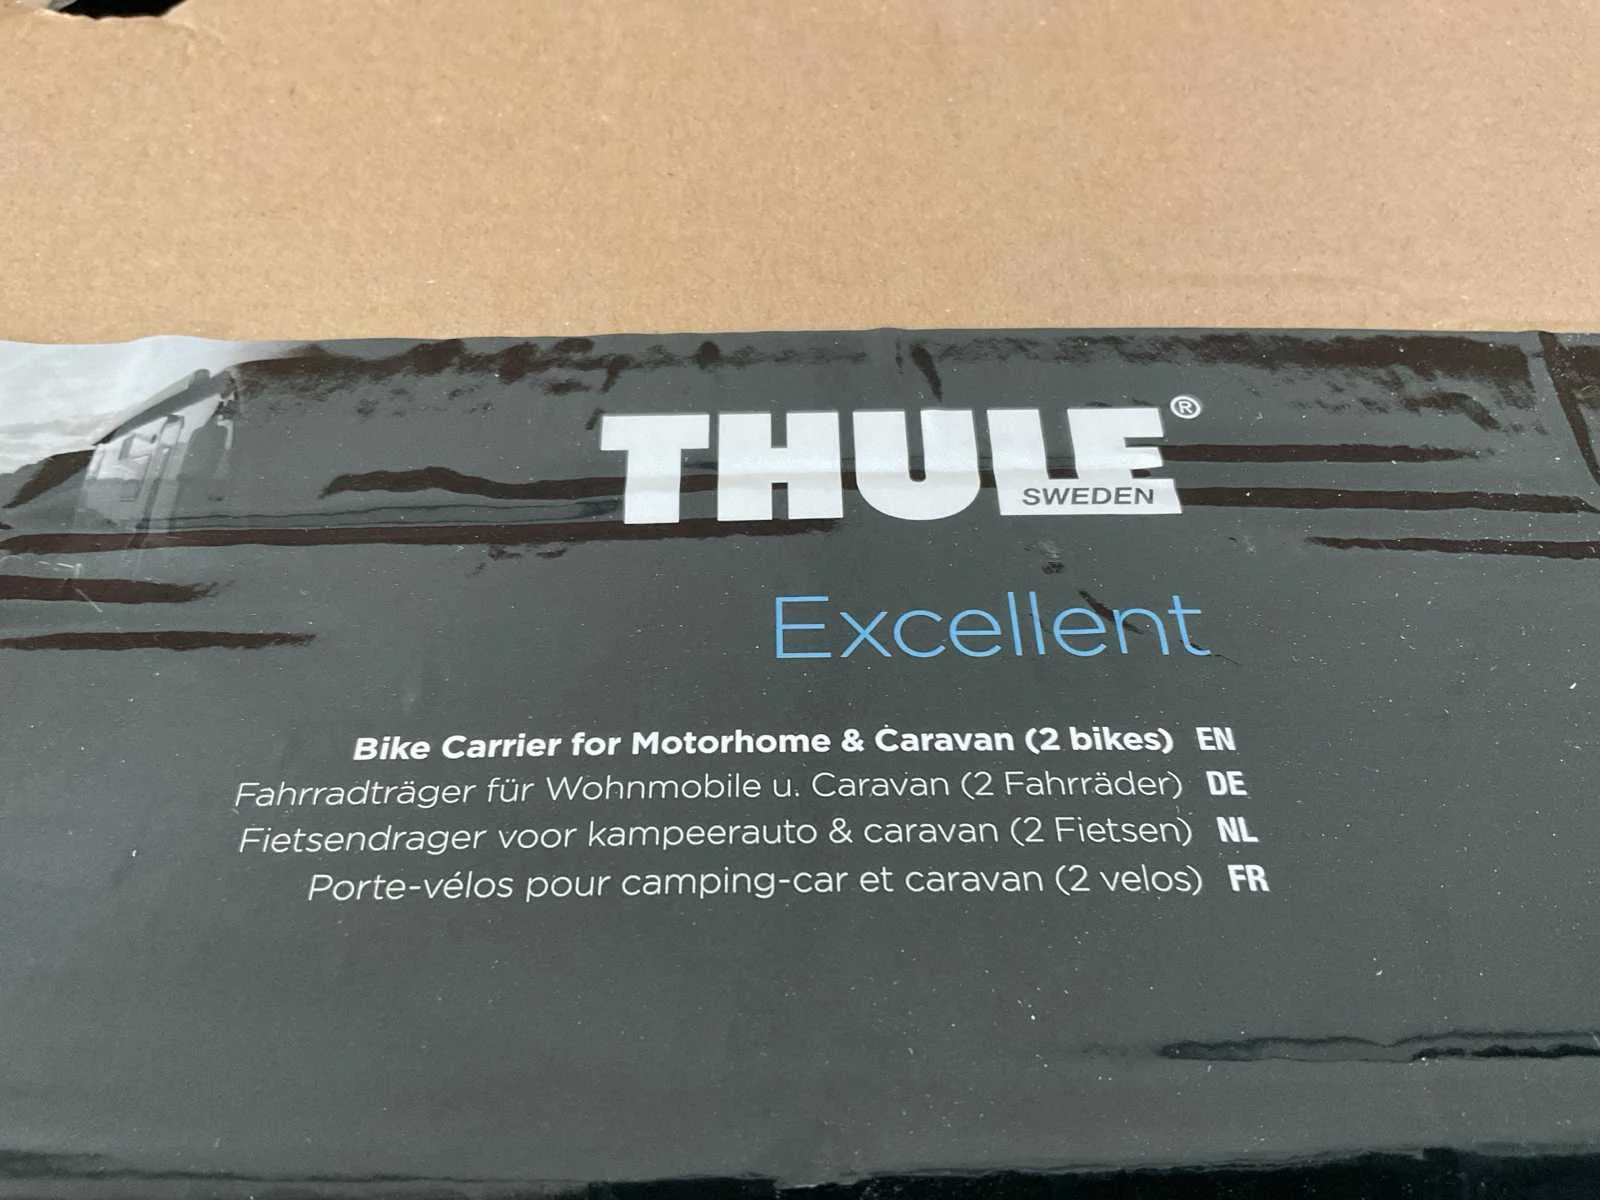 THULE®
SWEDEN
Excellent
Bike Carrier for Motorhome & Caravan (2 bikes) EN
Fahrradträger für Wohnmobile u. Caravan (2 Fahrräder) DE
Fietsendrager voor kampeerauto & caravan (2 Fietsen) NL
Porte-vélos pour camping-car et caravan (2 velos) FR